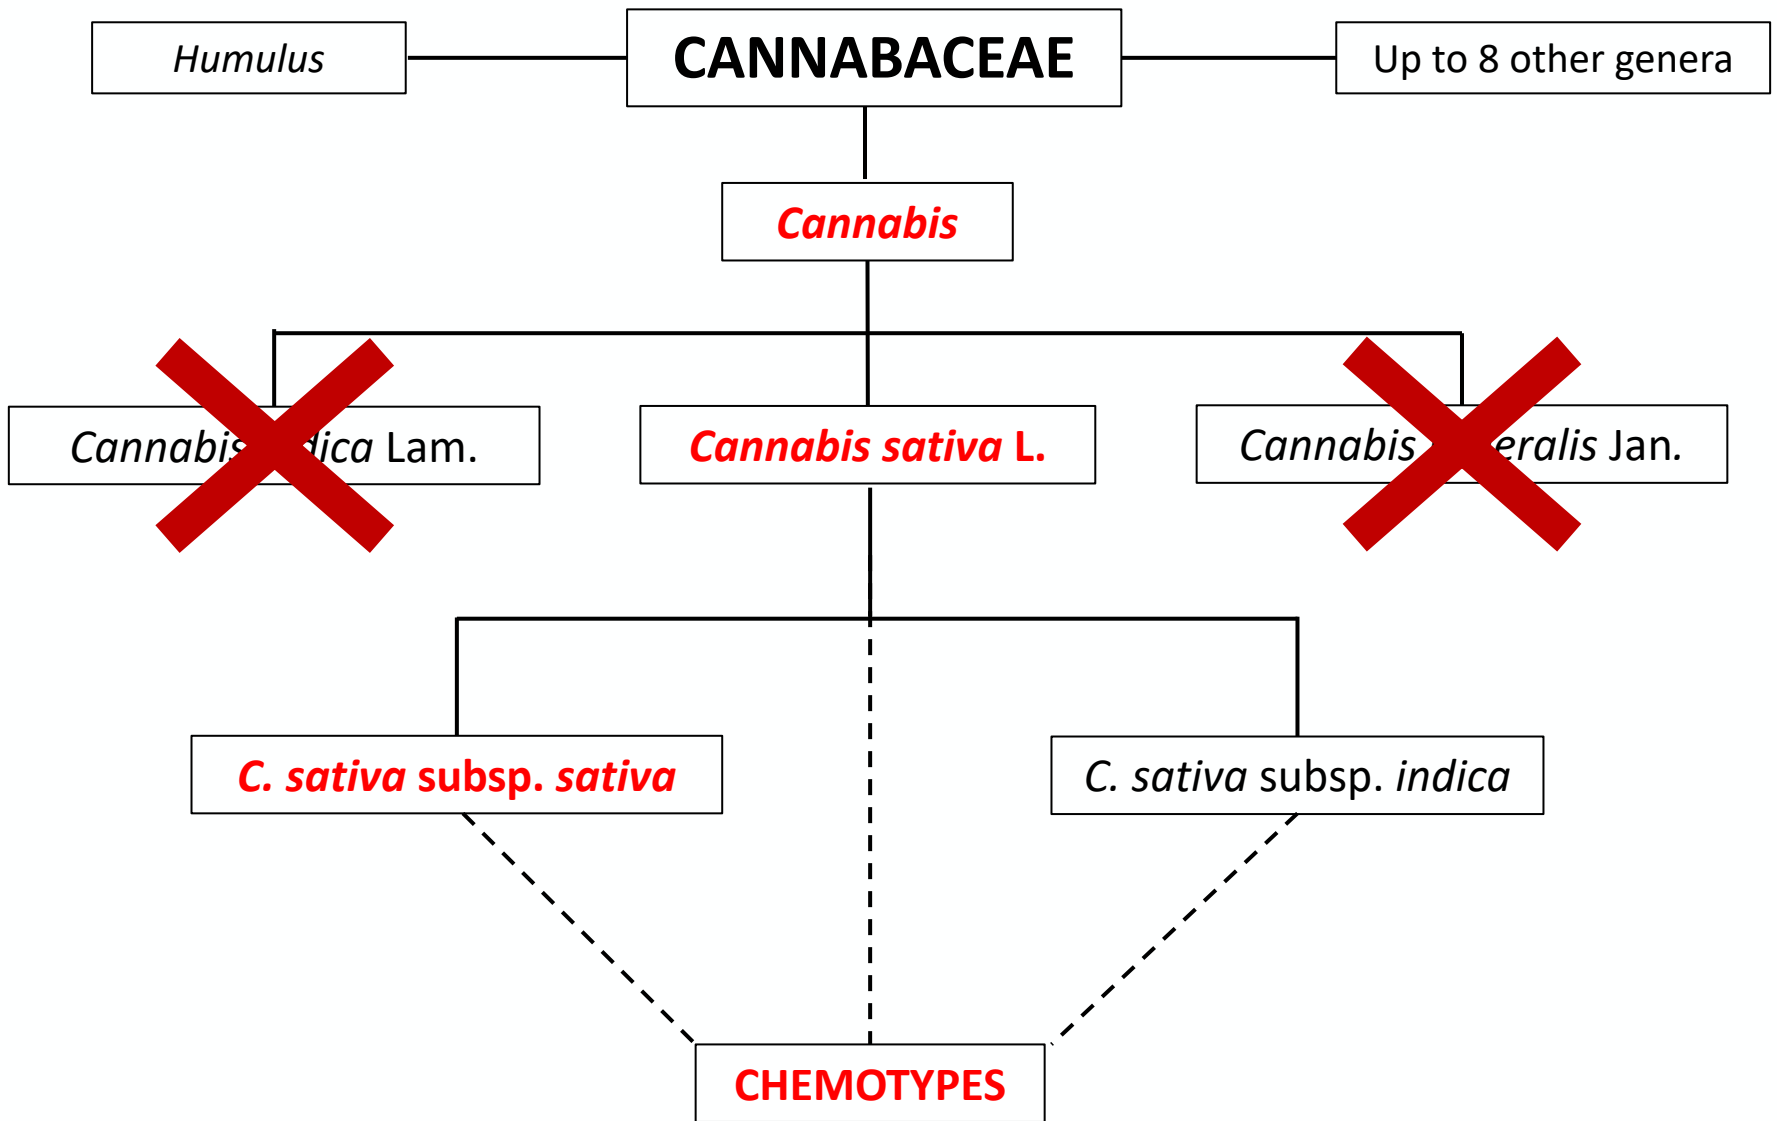 Humulus
CANNABACEAE
Up to 8 other genera
Cannabis
Cannabis Lam.
Cannabis sativa L.
Cannabis Jan.
C. sativa subsp. sativa
C. sativa subsp. indica
CHEMOTYPES